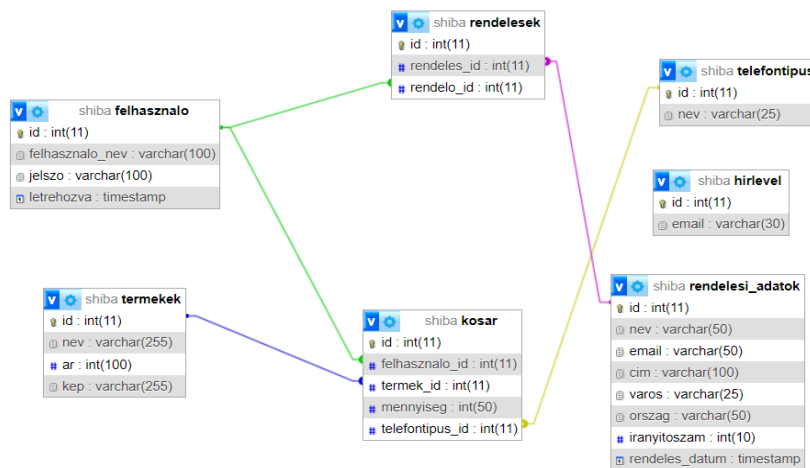 shiba rendelesek
id : int(11)
rendeles_id : int(11)
rendelo_id : int(11)
shiba telefontipus
id : int(11)
nev : varchar(25)
shiba felhasznalo
id : int(11)
felhasznalo_nev : varchar(100)
jelszo : varchar(100)
letrehozva : timestamp
shiba hirlevel
id : int(11)
email : varchar(30)
shiba termekek
id : int(11)
nev : varchar(255)
ar : int(100)
kep : varchar(255)
shiba kosar
id : int(11)
felhasznalo_id : int(11)
termek_id : int(11)
mennyiseg : int(50)
telefontipus_id : int(11)
shiba rendelesi_adatok
id : int(11)
nev : varchar(50)
email : varchar(50)
cim : varchar(100)
varos : varchar(25)
orszag : varchar(50)
iranyitoszam : int(10)
rendeles_datum : timestamp